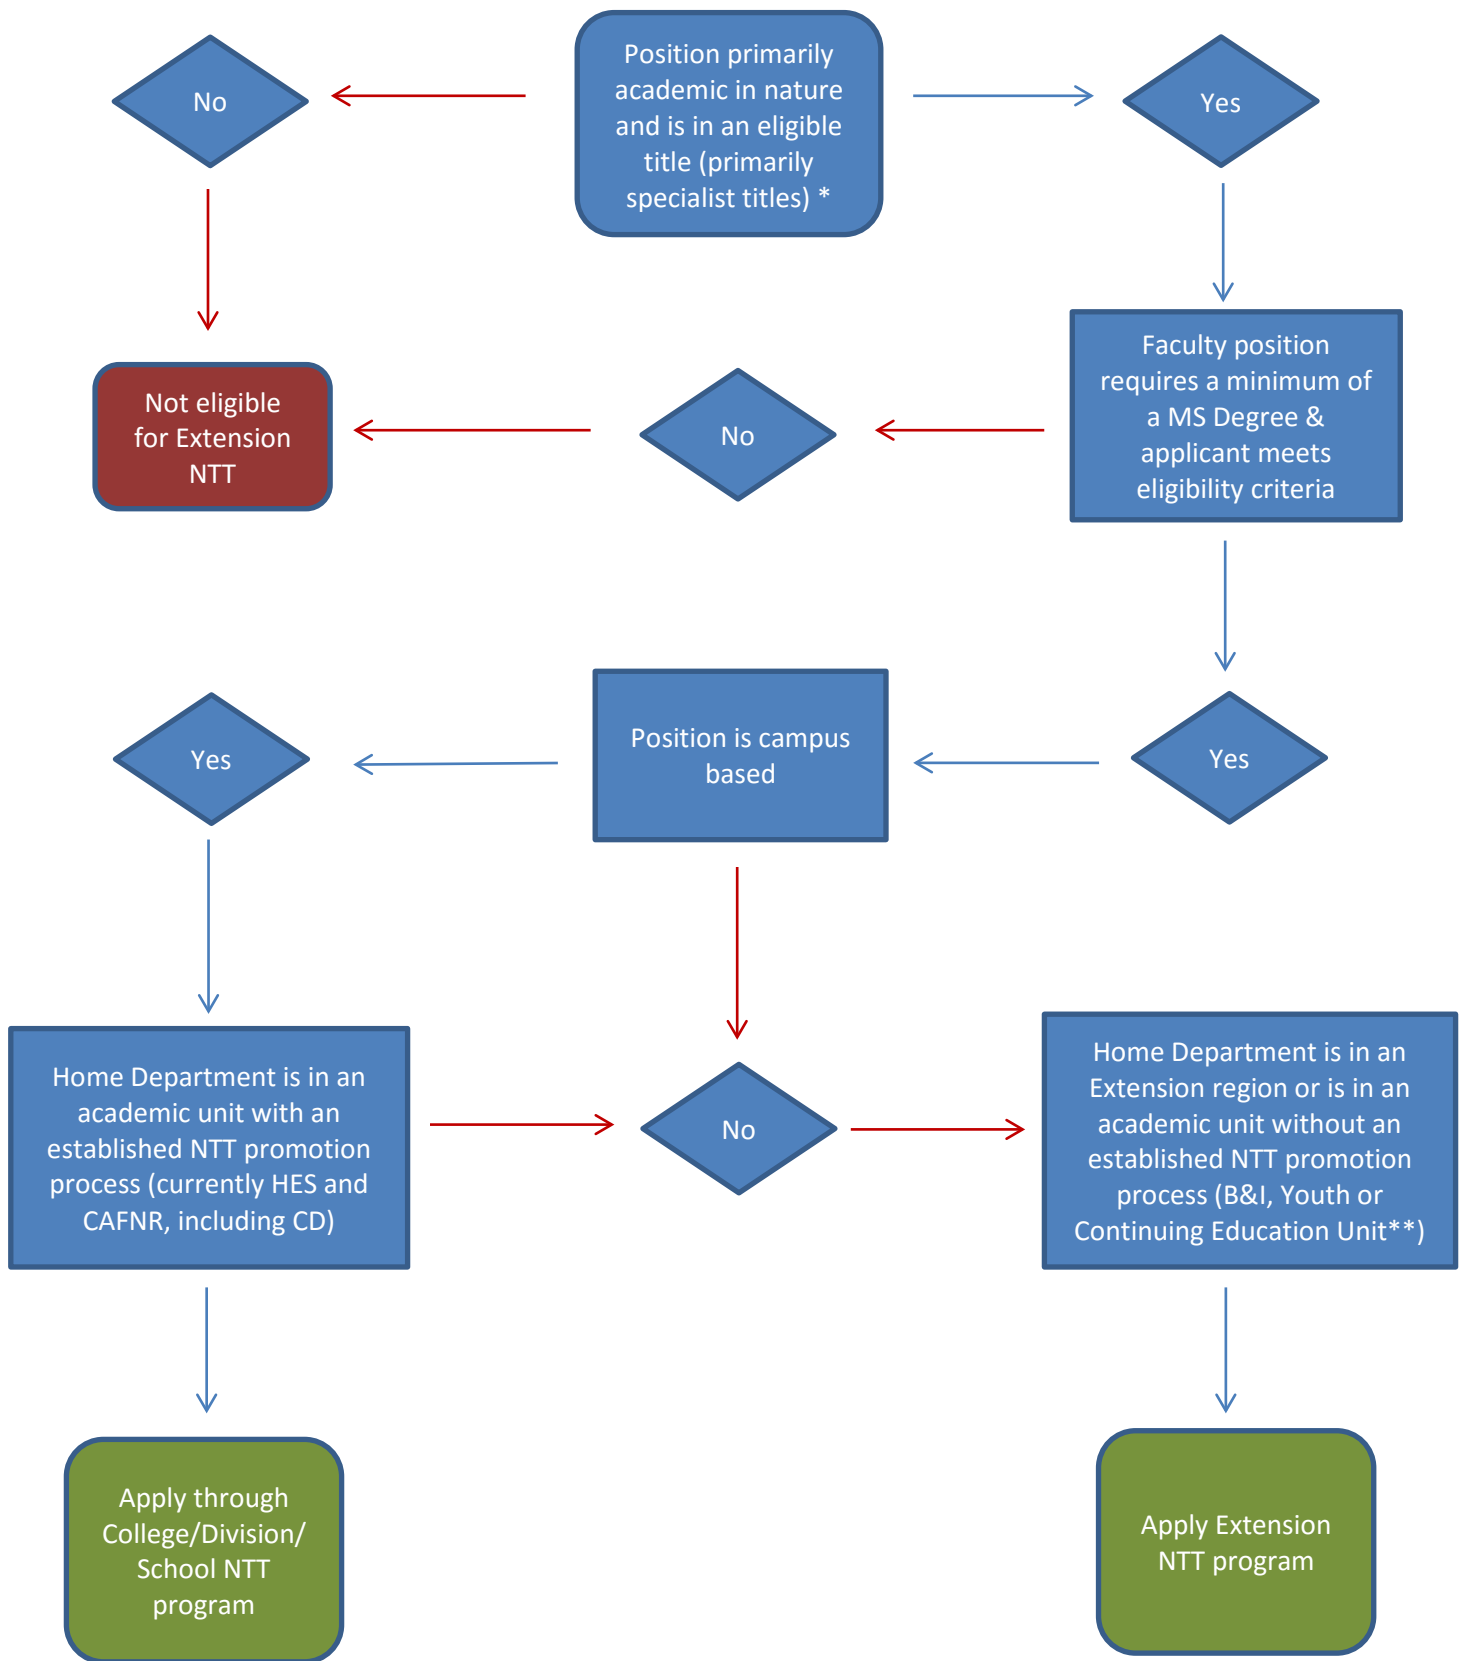 No
Position primarily
academic in nature
and is in an eligible
title (primarily
specialist titles) *
Yes
Not eligible
for Extension
NTT
No
Faculty position
requires a minimum of
a MS Degree &
applicant meets
eligibility criteria
Yes
Position is campus
based
Yes
Home Department is in an
academic unit with an
established NTT promotion
process (currently HES and
CAFNR, including CD)
No
Home Department is in an
Extension region or is in an
academic unit without an
established NTT promotion
process (B&I, Youth or
Continuing Education Unit**)
Apply through
College/Division/
School NTT
program
Apply Extension
NTT program